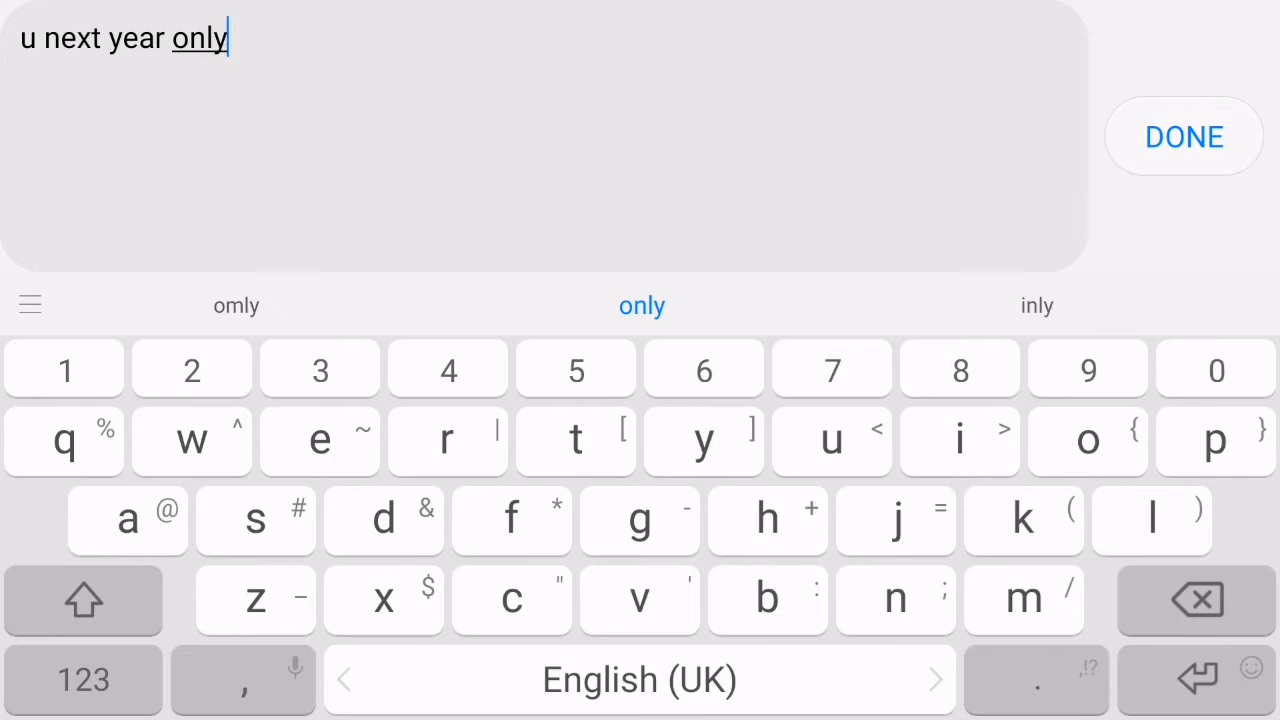 u next year only
DONE
omly only inly
1 2 3 4 5 6 7 8 9 0
q % w ^ e ~ r | t [ y ] u < i > o { p }
a @ s # d & f * g - h + j = k ( l )
z _ x $ c " v ' b : n ; m /
123 , < English (UK) > . ,!?